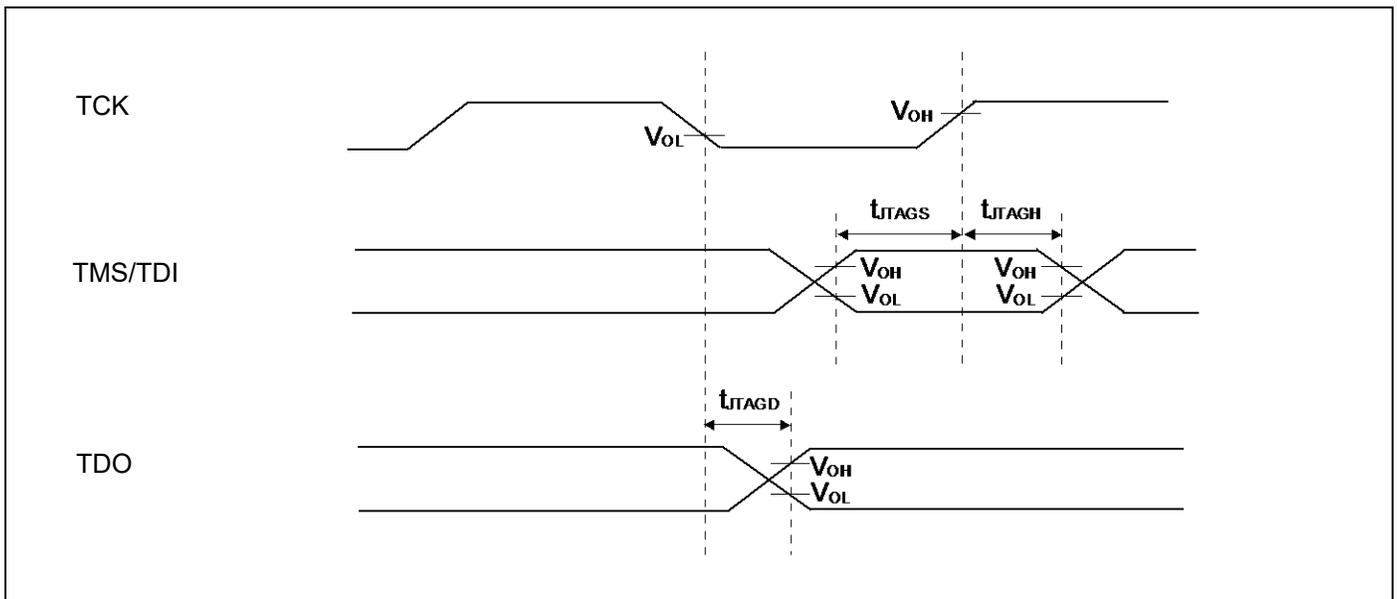 TCK
VOL
VOH
tJTAGS
tJTAGH
TMS/TDI
VOH
VOL
VOH
VOL
tJTAGD
TDO
VOH
VOL